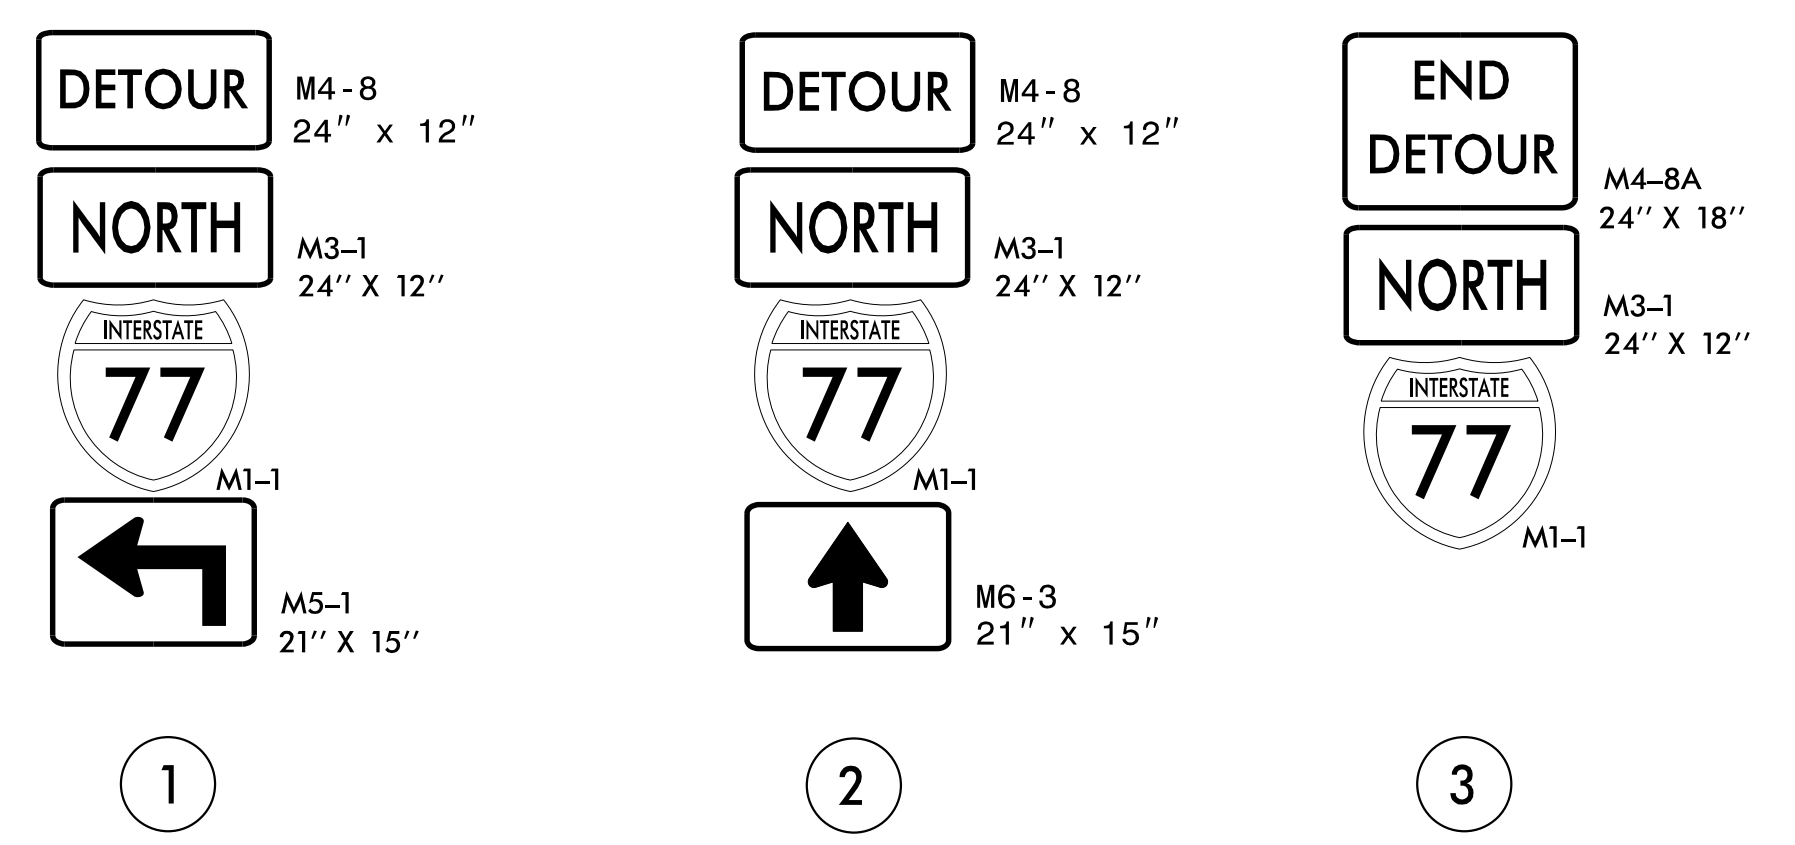 DETOUR
M4-8
24" x 12"
NORTH
M3-1
24'' X 12''
INTERSTATE
77
M1-1
M5-1
21'' X 15''
1
DETOUR
M4-8
24" x 12"
NORTH
M3-1
24'' X 12''
INTERSTATE
77
M1-1
M6-3
21" x 15"
2
END
DETOUR
M4-8A
24'' X 18''
NORTH
M3-1
24'' X 12''
INTERSTATE
77
M1-1
3